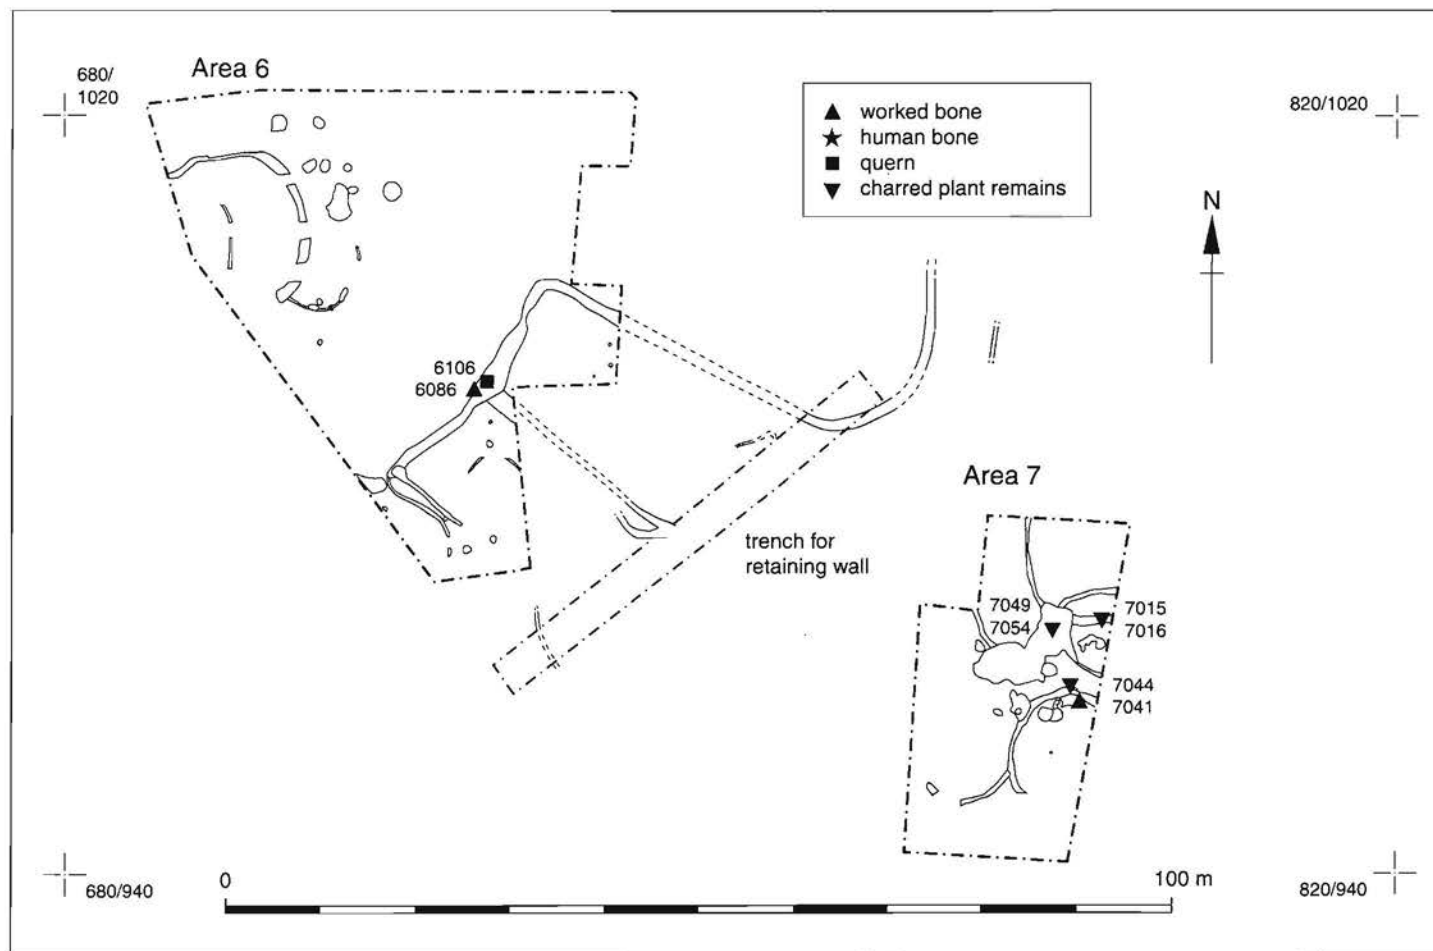 Area 6
680/
1020
worked bone
human bone
quern
charred plant remains
820/1020
N
6106
6086
Area 7
trench for
retaining wall
7049
7054
7015
7016
7044
7041
680/940
0
100 m
820/940